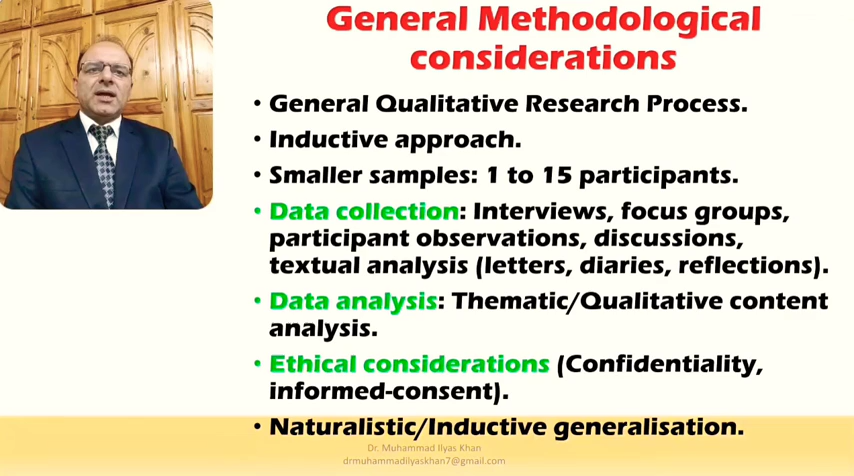 General Methodological
considerations
• General Qualitative Research Process.
• Inductive approach.
• Smaller samples: 1 to 15 participants.
• Data collection: Interviews, focus groups,
participant observations, discussions,
textual analysis (letters, diaries, reflections).
• Data analysis: Thematic/Qualitative content
analysis.
• Ethical considerations (Confidentiality,
informed-consent).
• Naturalistic/Inductive generalisation.
Dr. Muhammad Ilyas Khan
drmuhammadilyaskhan7@gmail.com